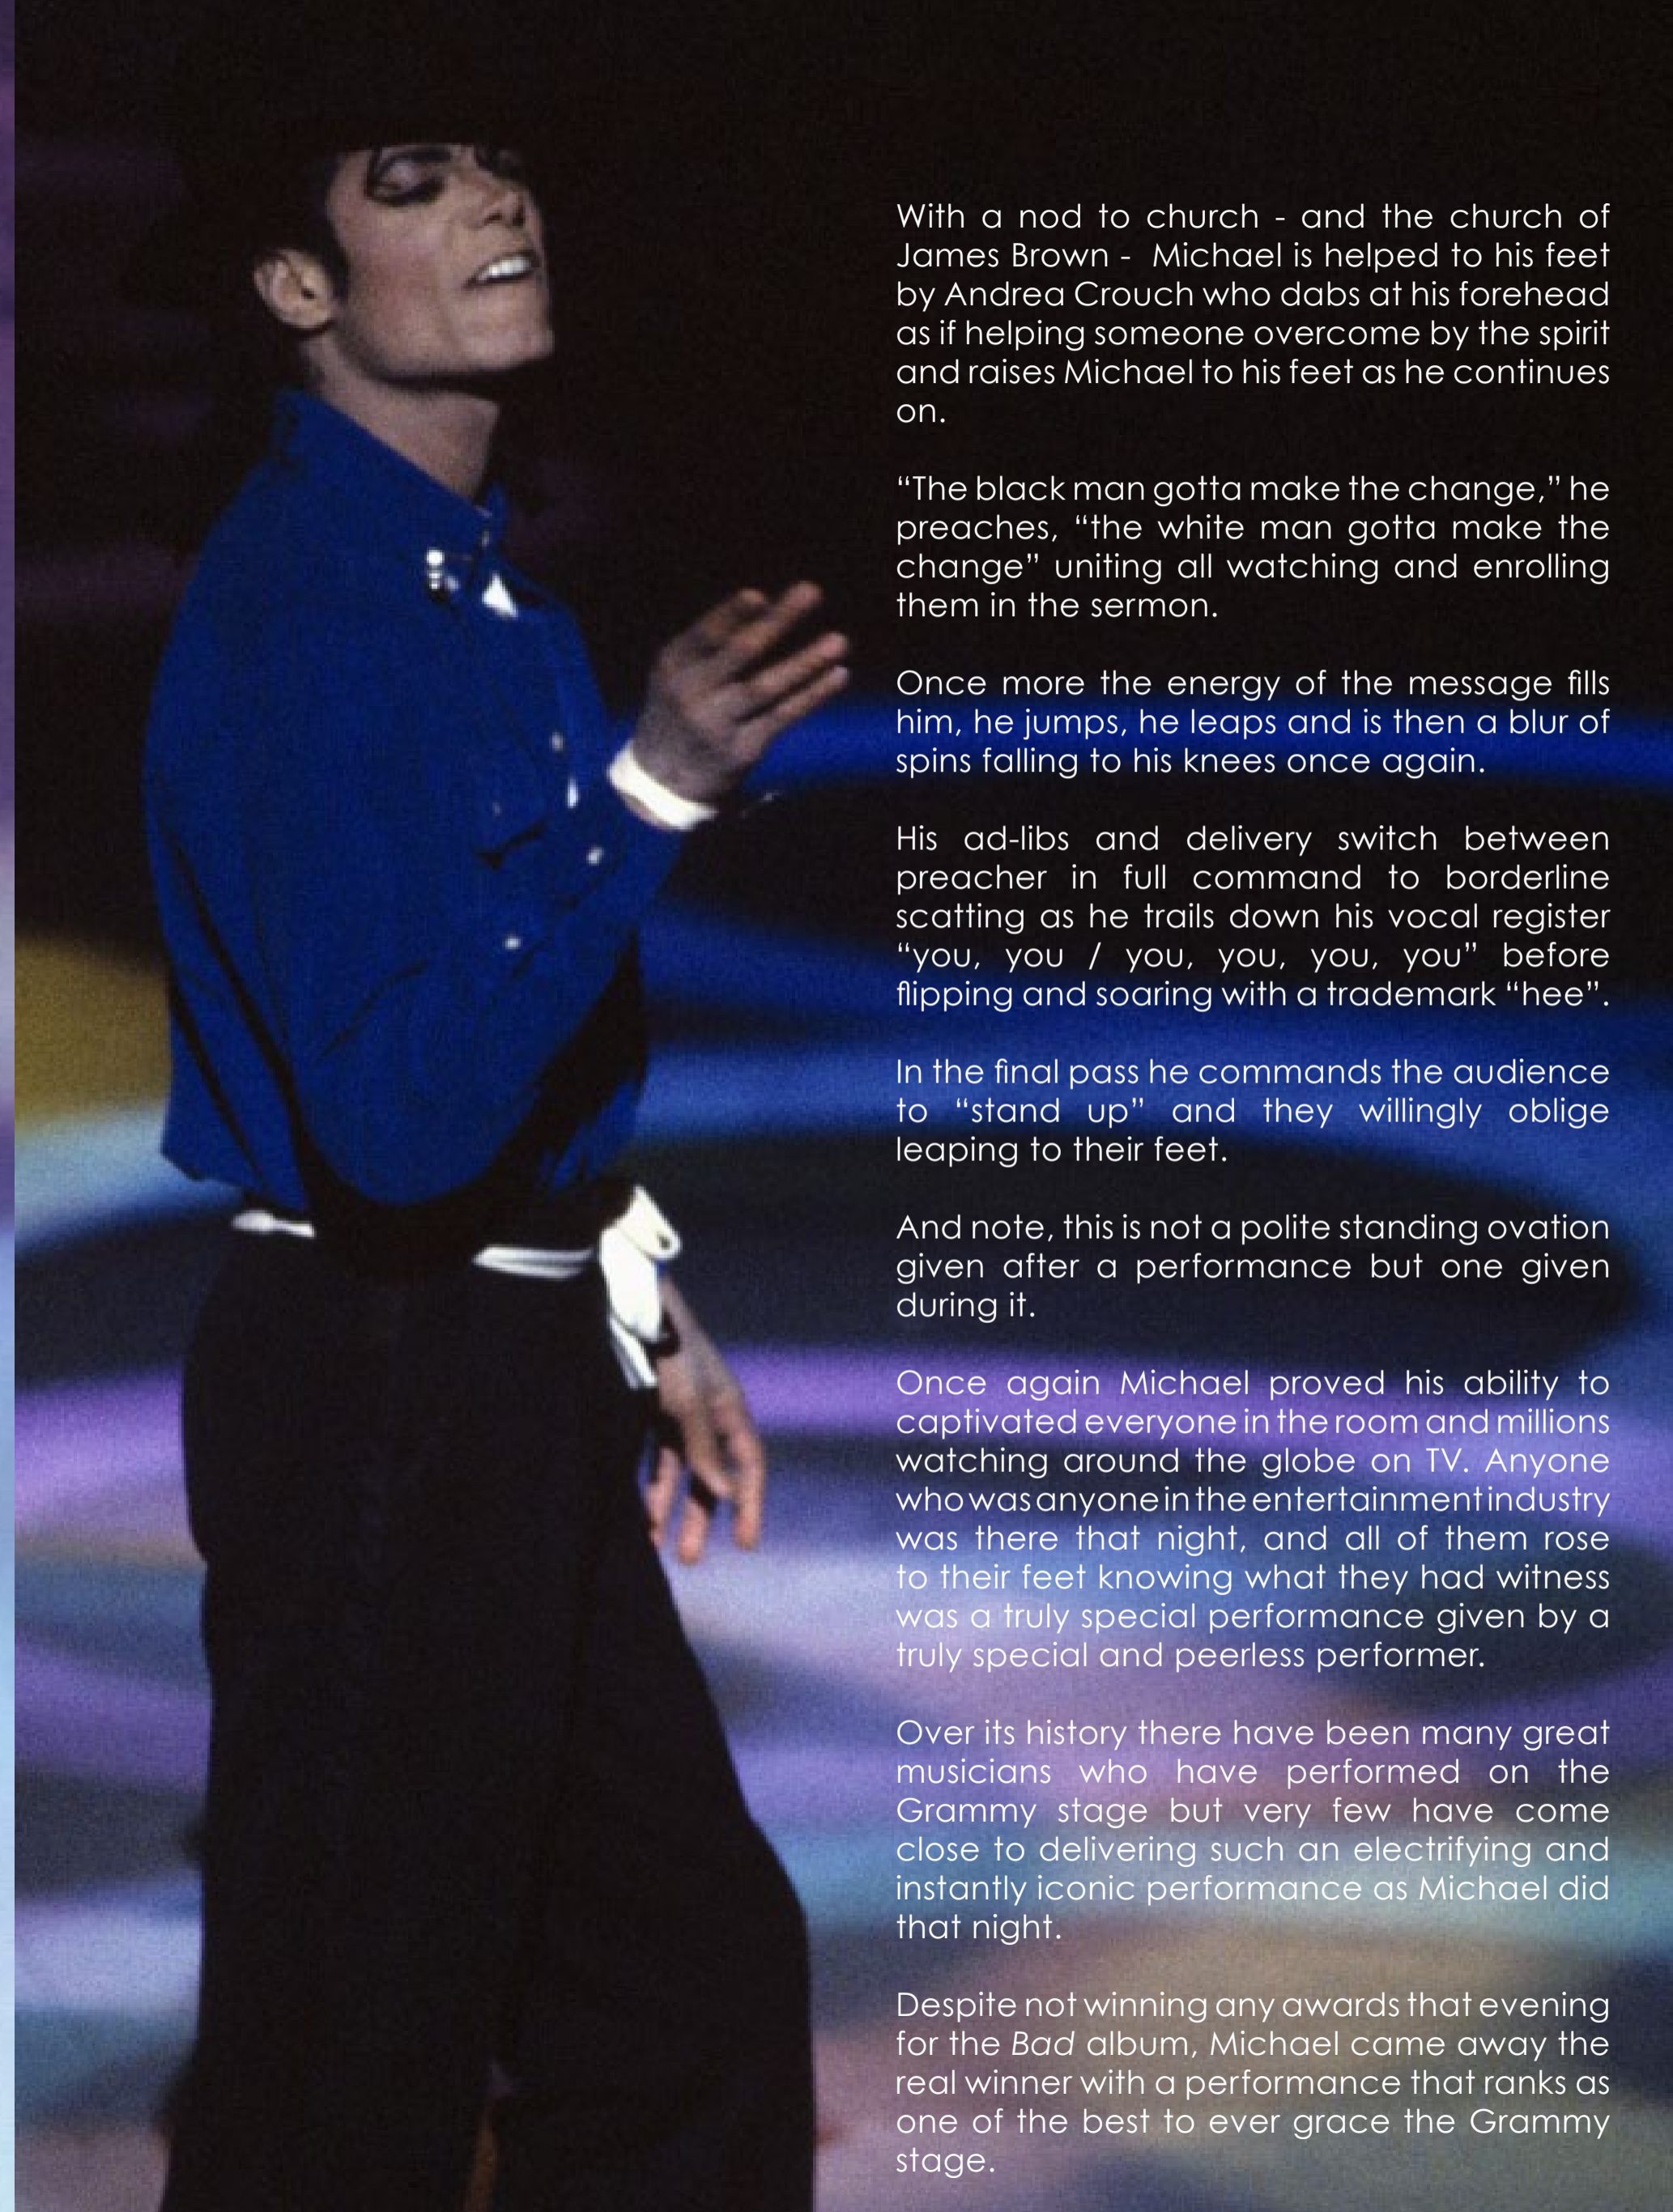 With a nod to church - and the church of
James Brown - Michael is helped to his feet
by Andrea Crouch who dabs at his forehead
as if helping someone overcome by the spirit
and raises Michael to his feet as he continues
on.
“The black man gotta make the change,” he
preaches, “the white man gotta make the
change” uniting all watching and enrolling
them in the sermon.
Once more the energy of the message fills
him, he jumps, he leaps and is then a blur of
spins falling to his knees once again.
His ad-libs and delivery switch between
preacher in full command to borderline
scatting as he trails down his vocal register
“you, you / you, you, you, you” before
flipping and soaring with a trademark “hee”.
In the final pass he commands the audience
to “stand up” and they willingly oblige
leaping to their feet.
And note, this is not a polite standing ovation
given after a performance but one given
during it.
Once again Michael proved his ability to
captivated everyone in the room and millions
watching around the globe on TV. Anyone
who was anyone in the entertainment industry
was there that night, and all of them rose
to their feet knowing what they had witness
was a truly special performance given by a
truly special and peerless performer.
Over its history there have been many great
musicians who have performed on the
Grammy stage but very few have come
close to delivering such an electrifying and
instantly iconic performance as Michael did
that night.
Despite not winning any awards that evening
for the Bad album, Michael came away the
real winner with a performance that ranks as
one of the best to ever grace the Grammy
stage.